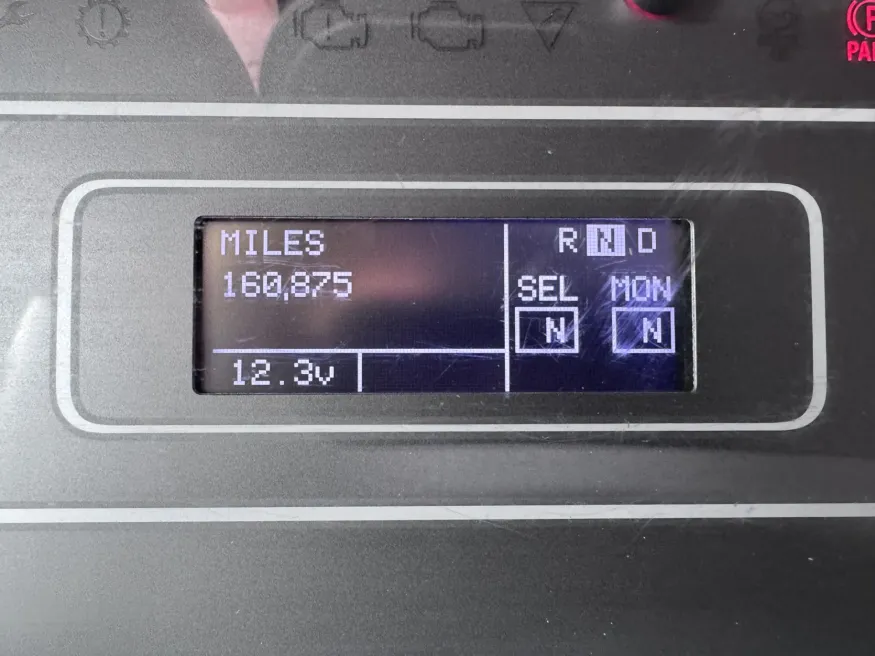 MILES
160,875
12.3v
R N D
SEL MON
N N